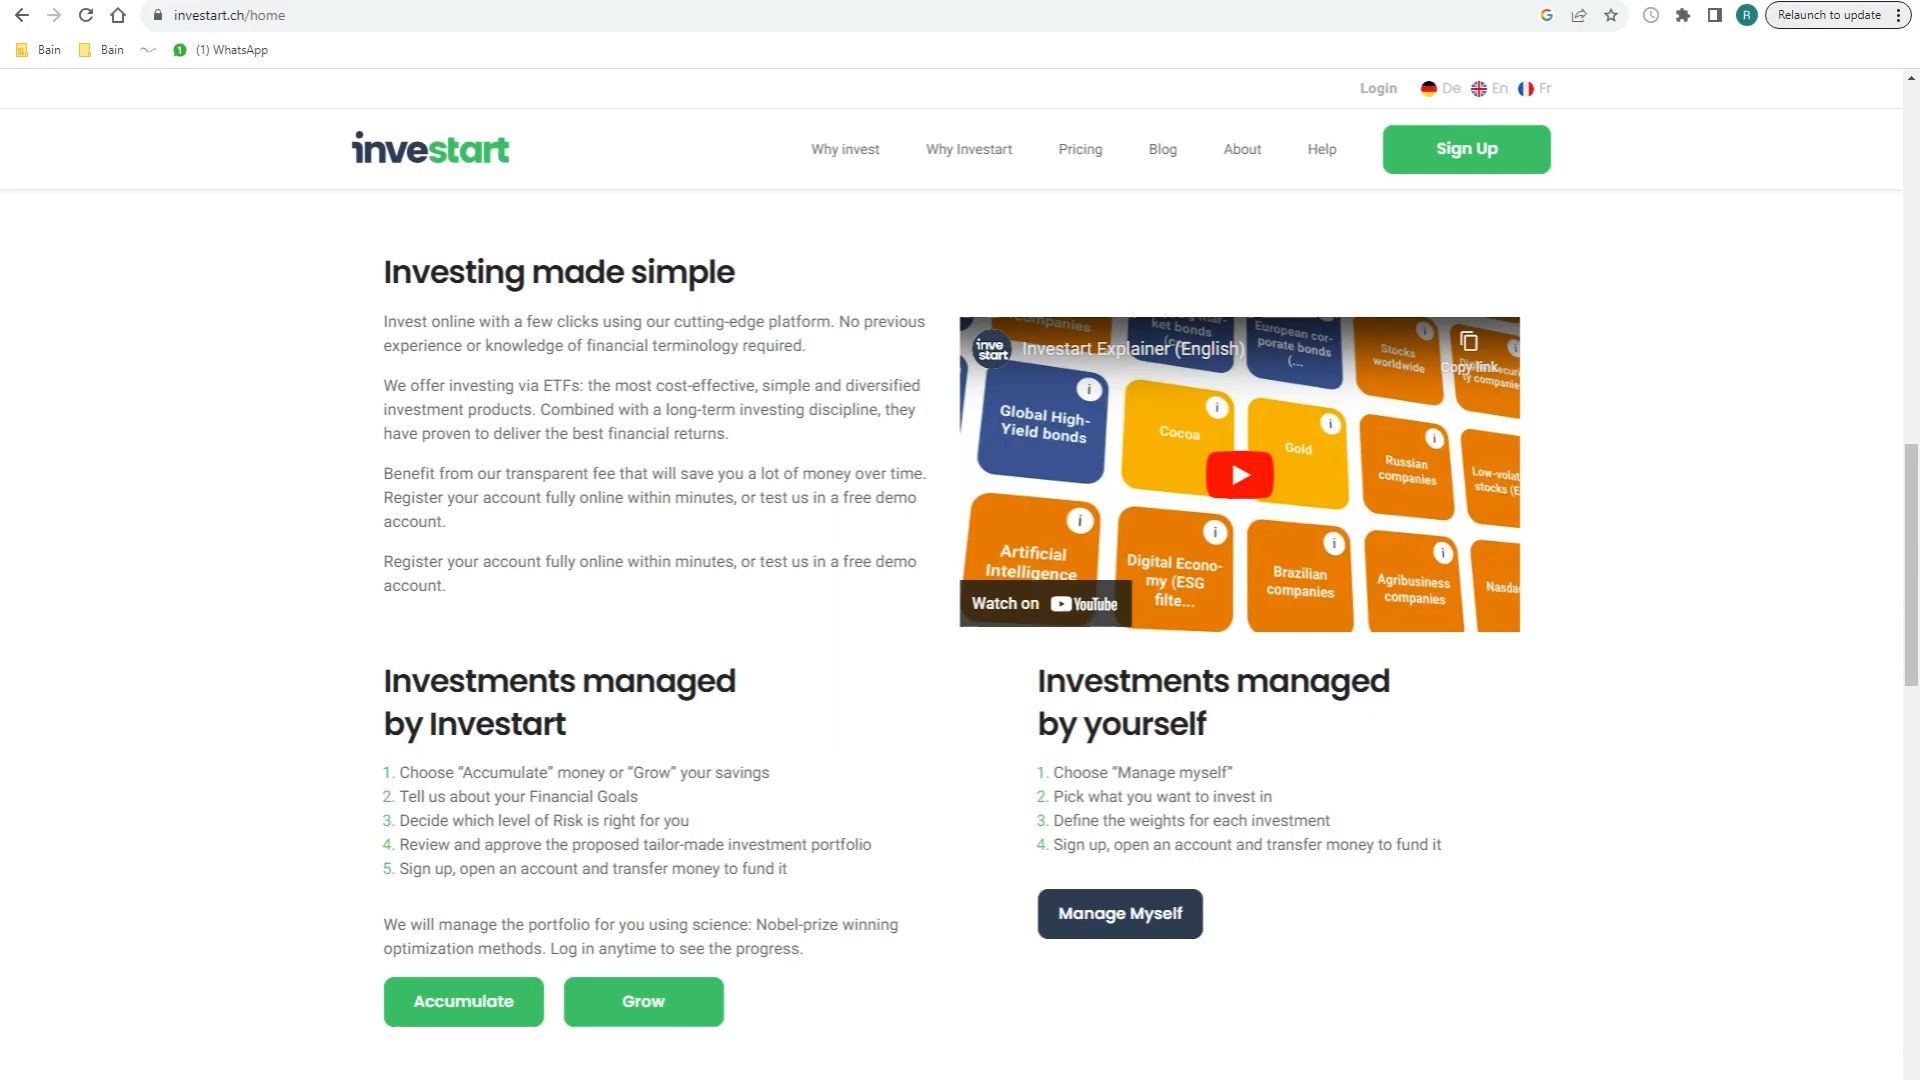 investart.ch/home
Relaunch to update
Bain
Bain
(1) WhatsApp
Login
De
En
Fr
investart
Why invest
Why Investart
Pricing
Blog
About
Help
Sign Up
Investing made simple
Invest online with a few clicks using our cutting-edge platform. No previous
experience or knowledge of financial terminology required.
We offer investing via ETFs: the most cost-effective, simple and diversified
investment products. Combined with a long-term investing discipline, they
have proven to deliver the best financial returns.
Benefit from our transparent fee that will save you a lot of money over time.
Register your account fully online within minutes, or test us in a free demo
account.
Register your account fully online within minutes, or test us in a free demo
account.
inve
start
Investart Explainer (English)
Copy link
companies
ket bonds
European cor-
porate bonds
(...
Stocks
worldwide
ty companies
Global High-
Yield bonds
Cocoa
Gold
Russian
companies
Low-volat
stocks (E
Artificial
Intelligence
Digital Econo-
my (ESG
filte...
Brazilian
companies
Agribusiness
companies
Nasda
Watch on YouTube
Investments managed
by Investart
1. Choose “Accumulate” money or “Grow” your savings
2. Tell us about your Financial Goals
3. Decide which level of Risk is right for you
4. Review and approve the proposed tailor-made investment portfolio
5. Sign up, open an account and transfer money to fund it
We will manage the portfolio for you using science: Nobel-prize winning
optimization methods. Log in anytime to see the progress.
Accumulate
Grow
Investments managed
by yourself
1. Choose “Manage myself”
2. Pick what you want to invest in
3. Define the weights for each investment
4. Sign up, open an account and transfer money to fund it
Manage Myself